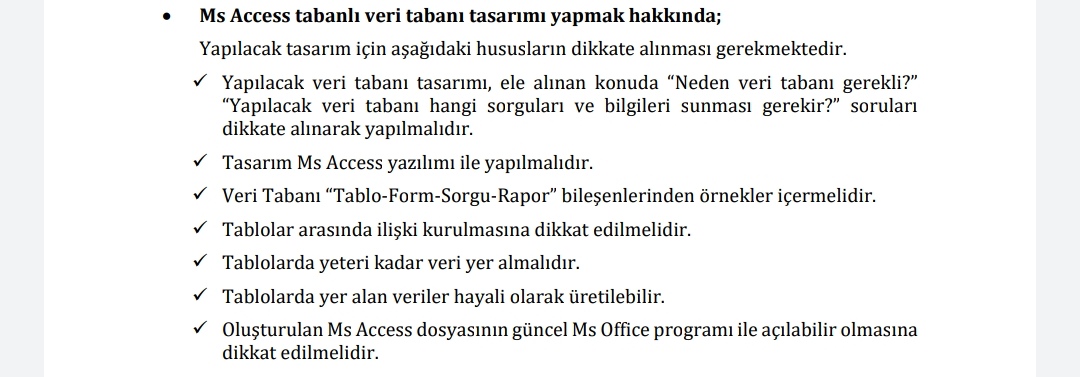 • Ms Access tabanlı veri tabanı tasarımı yapmak hakkında;
Yapılacak tasarım için aşağıdaki hususların dikkate alınması gerekmektedir.
✓ Yapılacak veri tabanı tasarımı, ele alınan konuda “Neden veri tabanı gerekli?”
“Yapılacak veri tabanı hangi sorguları ve bilgileri sunması gerekir?” soruları
dikkate alınarak yapılmalıdır.
✓ Tasarım Ms Access yazılımı ile yapılmalıdır.
✓ Veri Tabanı “Tablo-Form-Sorgu-Rapor” bileşenlerinden örnekler içermelidir.
✓ Tablolar arasında ilişki kurulmasına dikkat edilmelidir.
✓ Tablolarda yeteri kadar veri yer almalıdır.
✓ Tablolarda yer alan veriler hayali olarak üretilebilir.
✓ Oluşturulan Ms Access dosyasının güncel Ms Office programı ile açılabilir olmasına
dikkat edilmelidir.